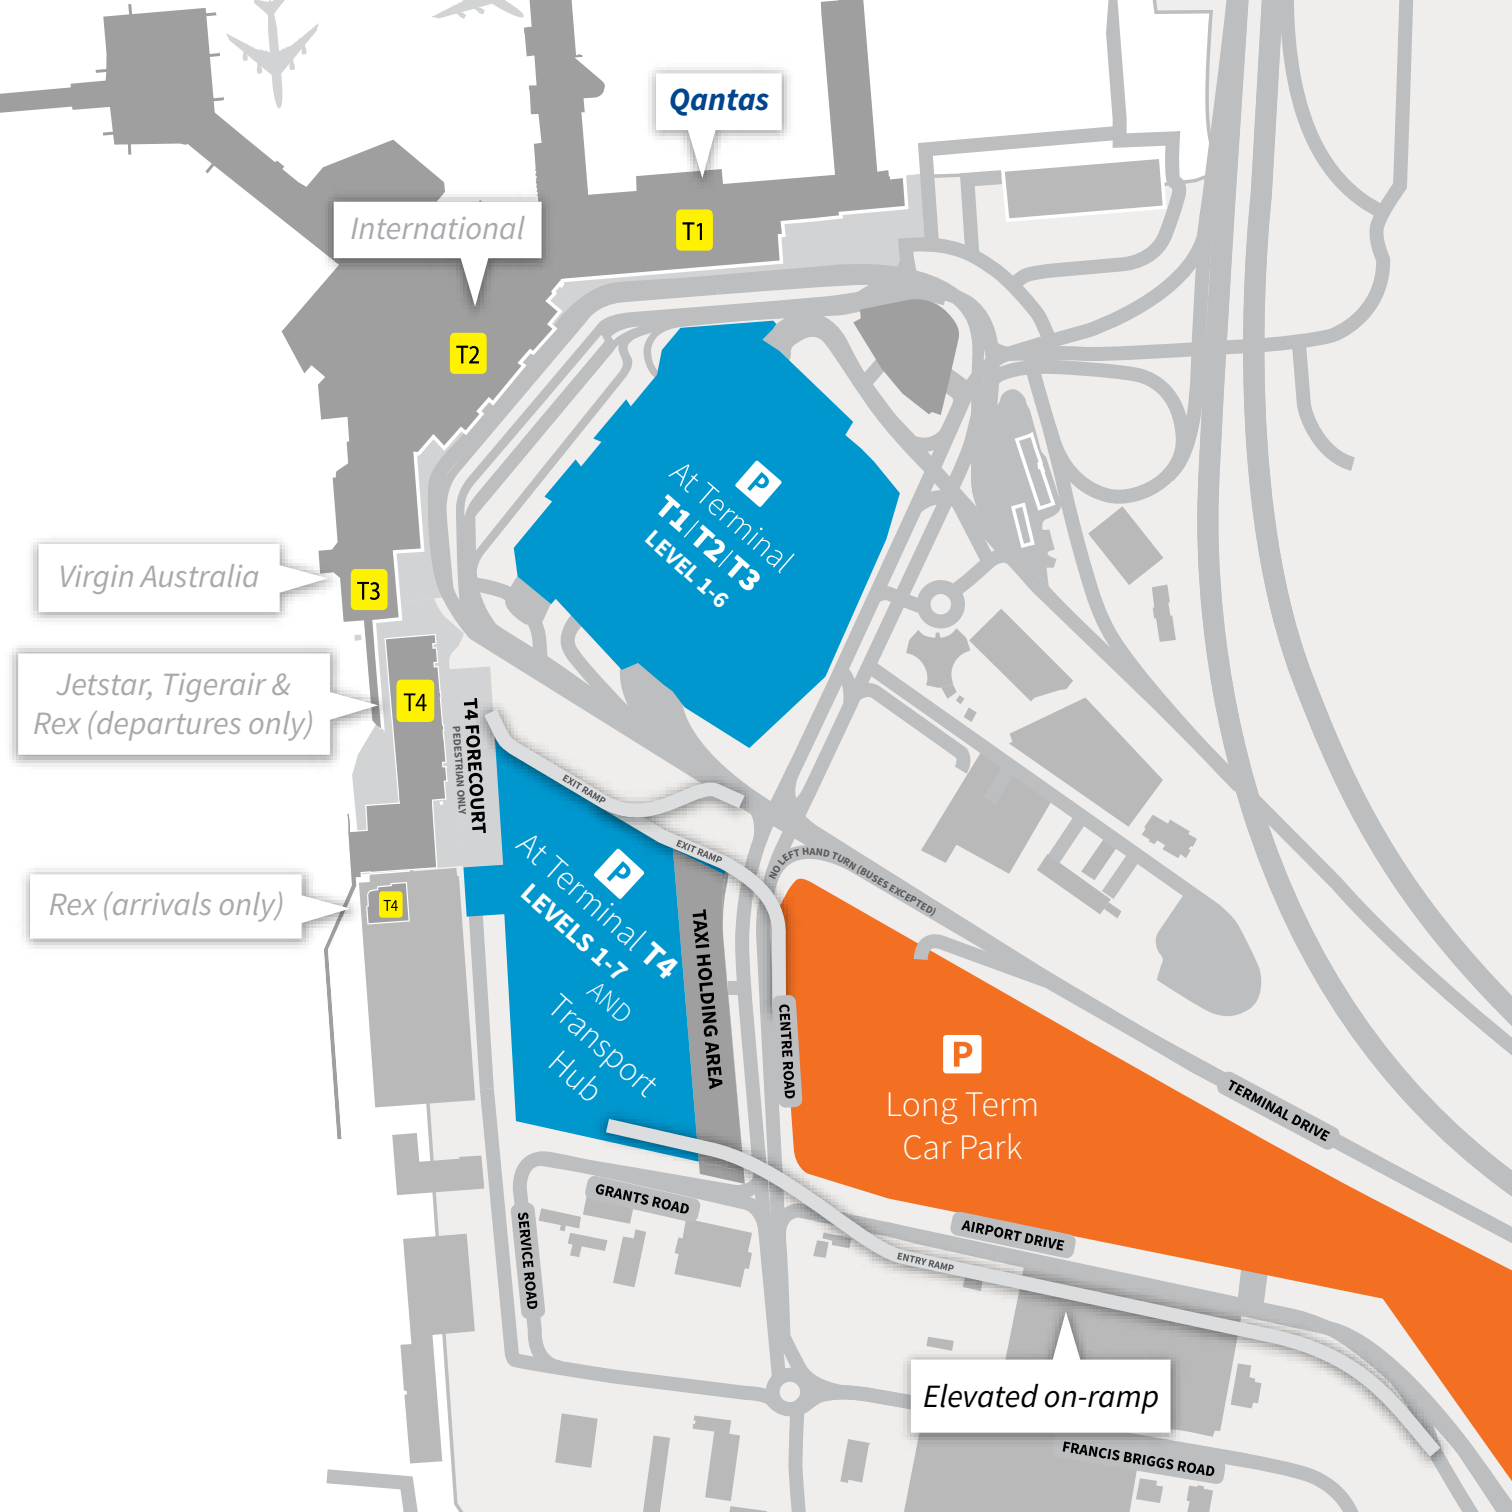 Qantas
T1
International
T2
P
At Terminal
T1|T2|T3
LEVEL 1-6
Virgin Australia
T3
Jetstar, Tigerair &
Rex (departures only)
T4
T4 FORECOURT
PEDESTRIAN ONLY
EXIT RAMP
EXIT RAMP
NO LEFT HAND TURN (BUSES EXCEPTED)
P
At Terminal T4
LEVELS 1-7
AND
Transport
Hub
Rex (arrivals only)
T4
TAXI HOLDING AREA
CENTRE ROAD
P
Long Term
Car Park
TERMINAL DRIVE
GRANTS ROAD
SERVICE ROAD
AIRPORT DRIVE
ENTRY RAMP
Elevated on-ramp
FRANCIS BRIGGS ROAD